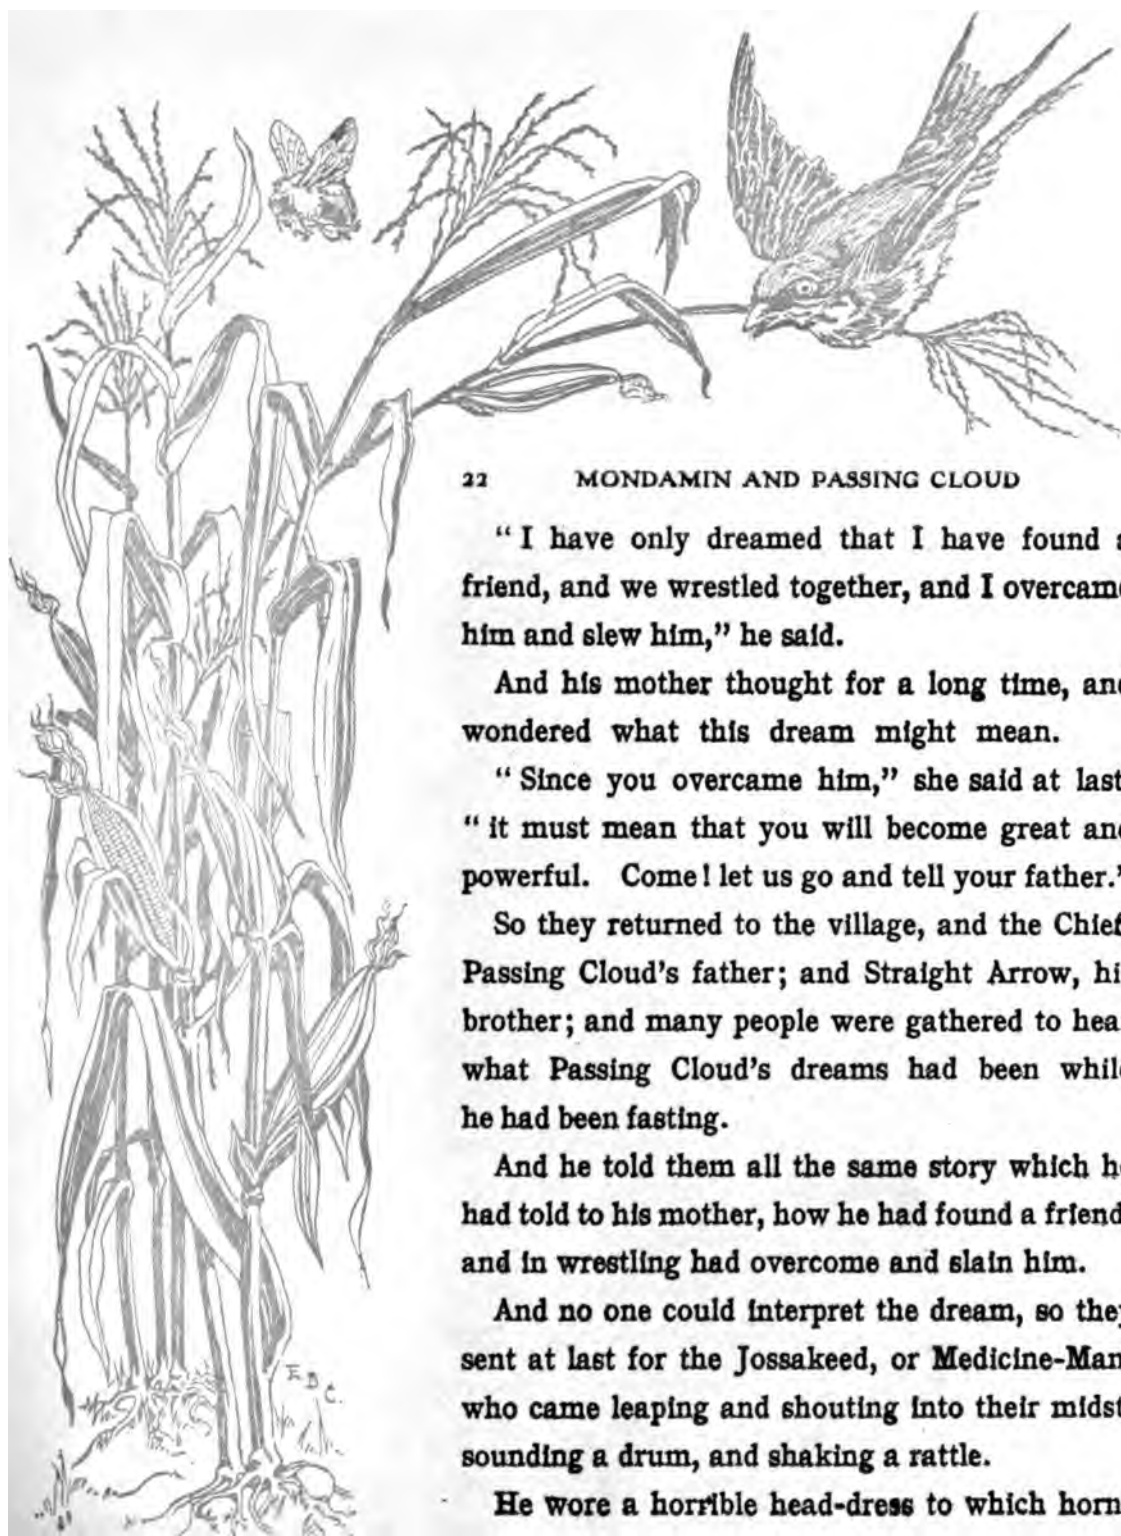 22 MONDAMIN AND PASSING CLOUD
“ I have only dreamed that I have found a
friend, and we wrestled together, and I overcame
him and slew him,” he said.
And his mother thought for a long time, and
wondered what this dream might mean.
“ Since you overcame him,” she said at last
“ it must mean that you will become great and
powerful. Come! let us go and tell your father.”
So they returned to the village, and the Chief
Passing Cloud's father; and Straight Arrow, hi
brother; and many people were gathered to hea
what Passing Cloud's dreams had been while
he had been fasting.
And he told them all the same story which he
had told to his mother, how he had found a friend
and in wrestling had overcome and slain him.
And no one could interpret the dream, so they
sent at last for the Jossakeed, or Medicine-Man
who came leaping and shouting into their midst
sounding a drum, and shaking a rattle.
He wore a horrible head-dress to which horn
E B C.